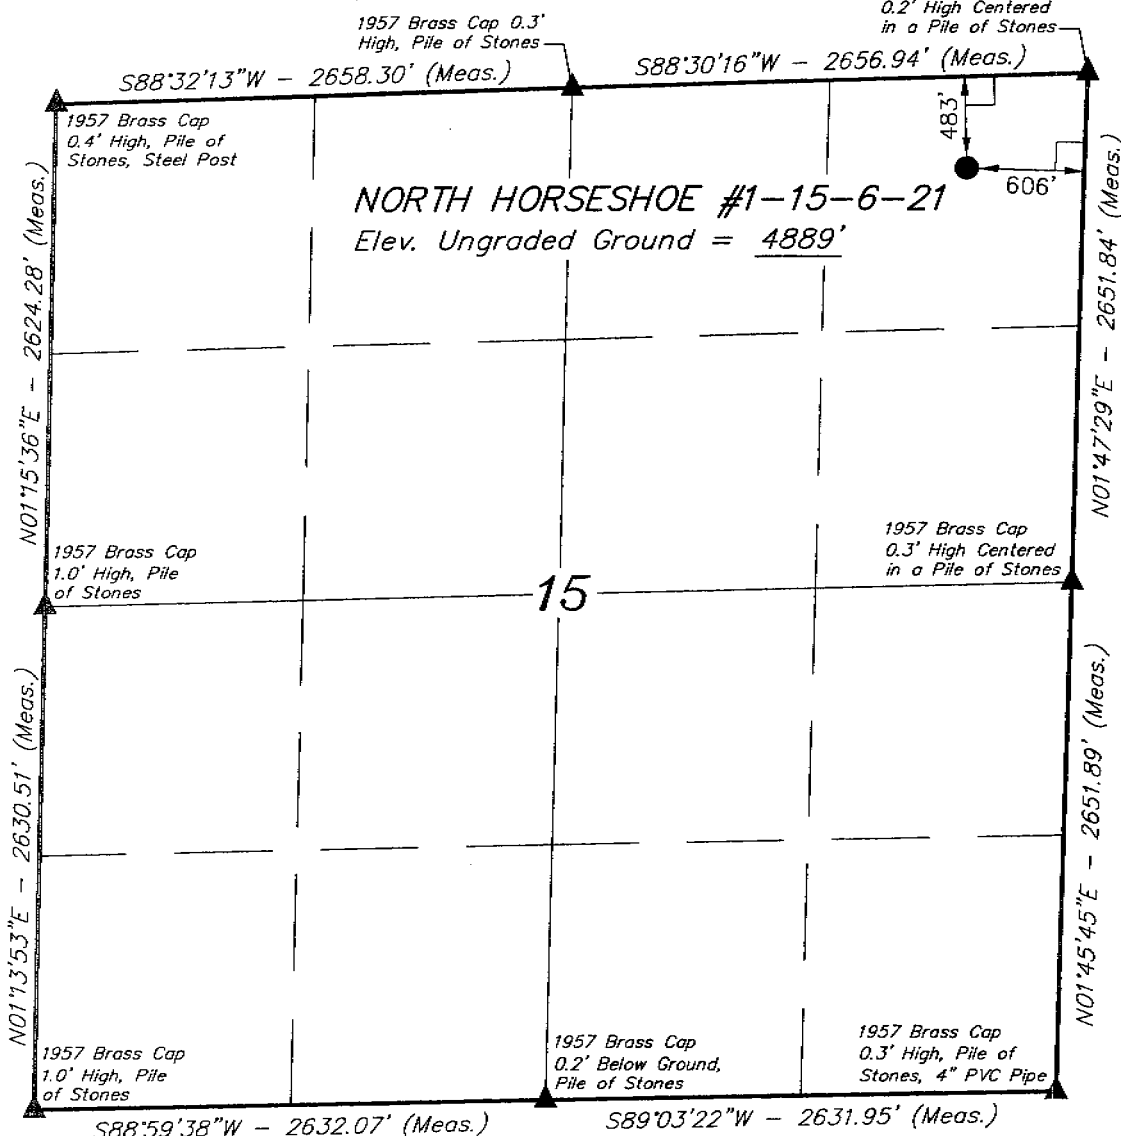 1957 Brass Cap 0.3'
High, Pile of Stones
0.2' High Centered
in a Pile of Stones
S88°32'13"W - 2658.30' (Meas.)
S88°30'16"W - 2656.94' (Meas.)
1957 Brass Cap
0.4' High, Pile of
Stones, Steel Post
483'
606'
NORTH HORSESHOE #1-15-6-21
Elev. Ungraded Ground = 4889'
N01°15'36"E - 2624.28' (Meas.)
N01°47'29"E - 2651.84' (Meas.)
1957 Brass Cap
1.0' High, Pile
of Stones
1957 Brass Cap
0.3' High Centered
in a Pile of Stones
15
N01°13'53"E - 2630.51' (Meas.)
N01°45'45"E - 2651.89' (Meas.)
1957 Brass Cap
1.0' High, Pile
of Stones
1957 Brass Cap
0.2' Below Ground,
Pile of Stones
1957 Brass Cap
0.3' High, Pile of
Stones, 4" PVC Pipe
S88°59'38"W - 2632.07' (Meas.)
S89°03'22"W - 2631.95' (Meas.)